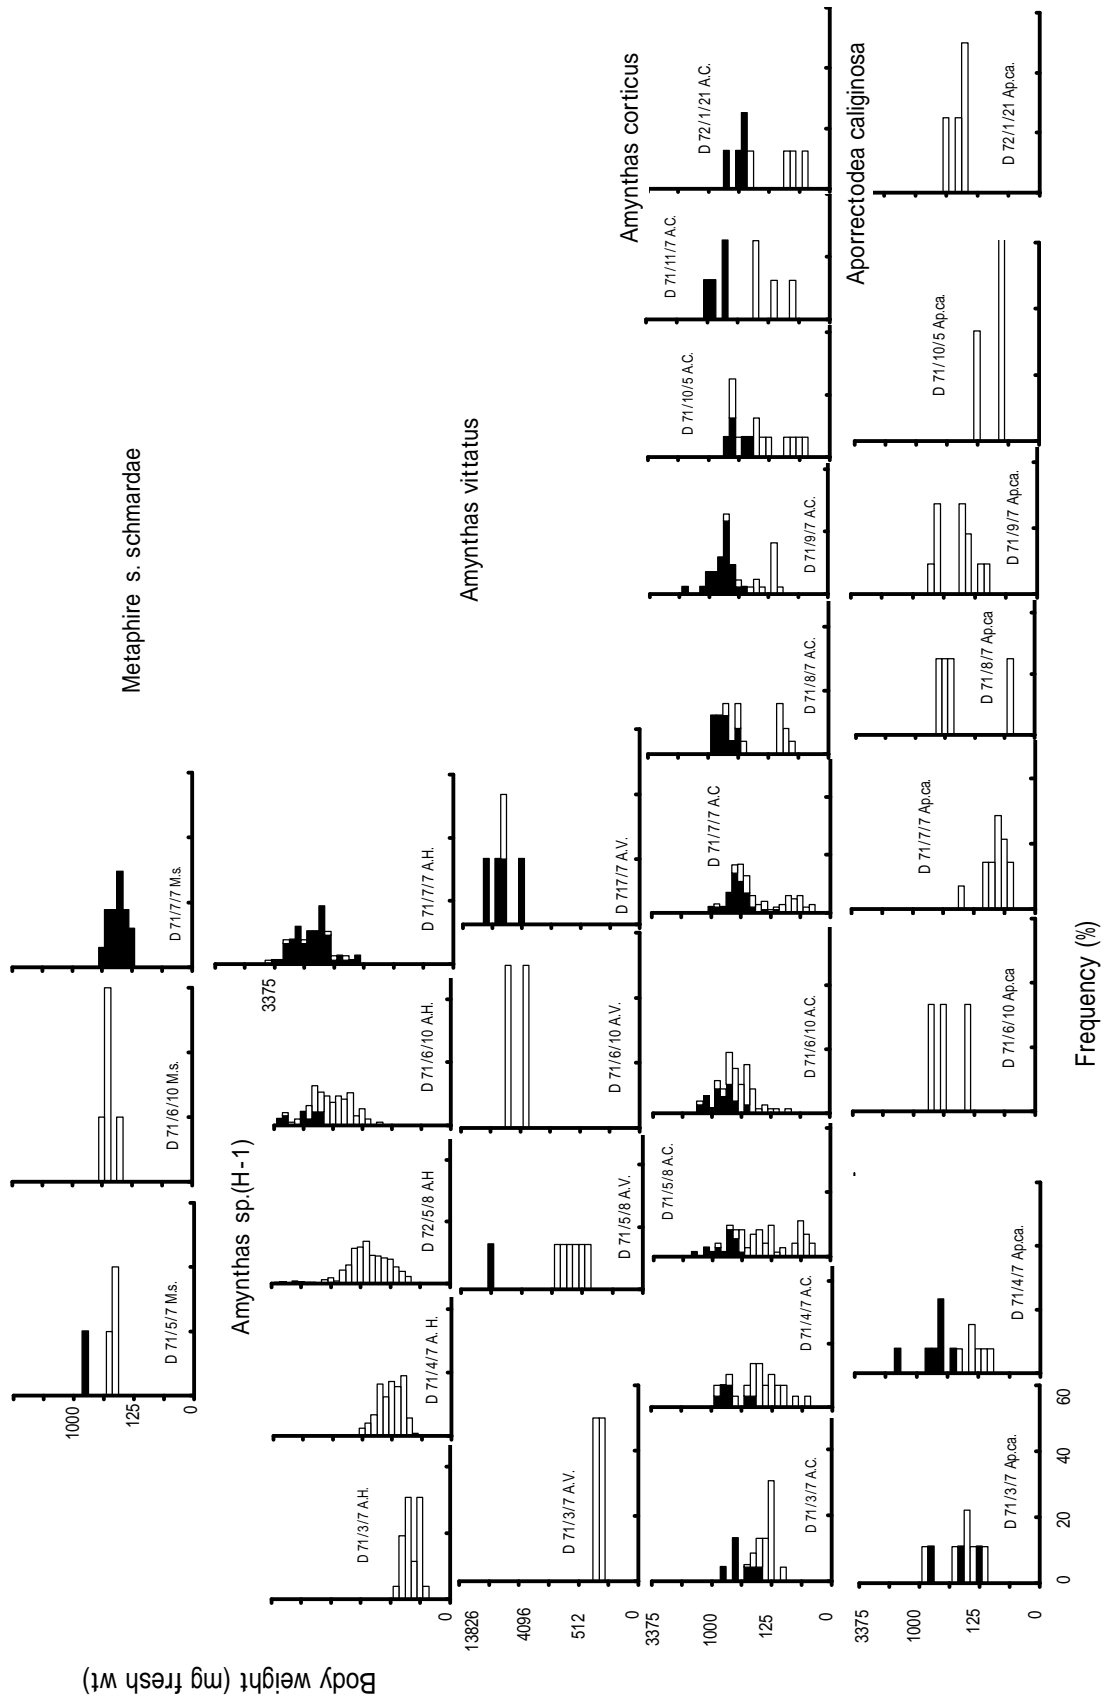 Metaphire s. schmardae
1000
125
0
D 71/5/7 M.s.
D 71/6/10 M.s.
D 71/7/7 M.s.
Amynthas sp.(H-1)
3375
0
D 71/3/7 A.H.
D 71/4/7 A. H.
D 72/5/8 A.H
D 71/6/10 A.H.
D 71/7/7 A.H.
Amynthas vittatus
13826
4096
512
0
D 71/3/7 A.V.
D 71/5/8 A.V.
D 71/6/10 A.V.
D 717/7 A.V.
Amynthas corticus
3375
1000
125
0
D 71/3/7 A.C.
D 71/4/7 A.C.
D 71/5/8 A.C.
D 71/6/10 A.C.
D 71/7/7 A.C
D 71/8/7 A.C.
D 71/9/7 A.C.
D 71/10/5 A.C.
D 71/11/7 A.C.
D 72/1/21 A.C.
Aporrectodea caliginosa
3375
1000
125
0
D 71/3/7 Ap.ca.
D 71/4/7 Ap.ca.
D 71/6/10 Ap.ca
D 71/7/7 Ap.ca.
D 71/8/7 Ap.ca
D 71/9/7 Ap.ca.
D 71/10/5 Ap.ca.
D 72/1/21 Ap.ca.
0
20
40
60
Body weight (mg fresh wt)
Frequency (%)